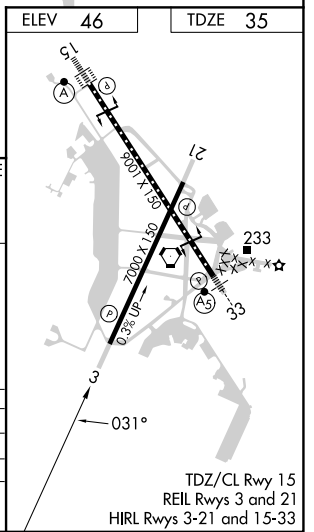 ELEV 46
TDZE 35
15
A
P
9001 X 150
21
P
233
7000 X 150
P
0.3% UP
P
A5
33
3
031°
TDZ/CL Rwy 15
REIL Rwys 3 and 21
HIRL Rwys 3-21 and 15-33